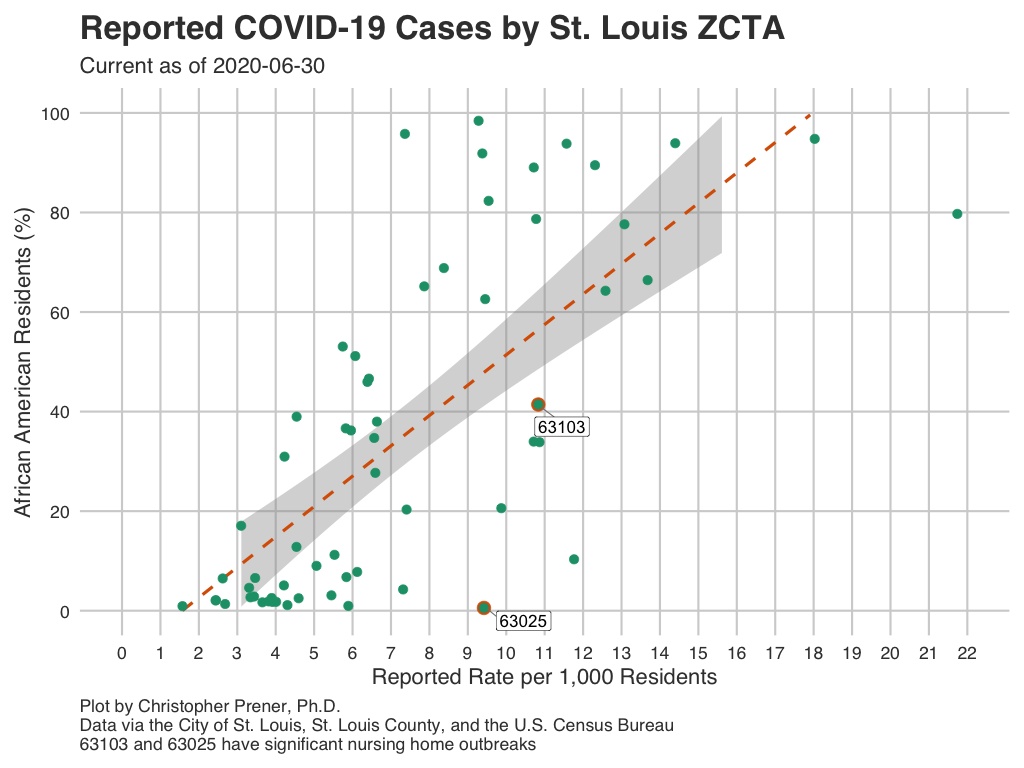 Reported COVID-19 Cases by St. Louis ZCTA
Current as of 2020-06-30
African American Residents (%)
100
80
60
40
20
0
63103
63025
0 1 2 3 4 5 6 7 8 9 10 11 12 13 14 15 16 17 18 19 20 21 22
Reported Rate per 1,000 Residents
Plot by Christopher Prener, Ph.D.
Data via the City of St. Louis, St. Louis County, and the U.S. Census Bureau
63103 and 63025 have significant nursing home outbreaks